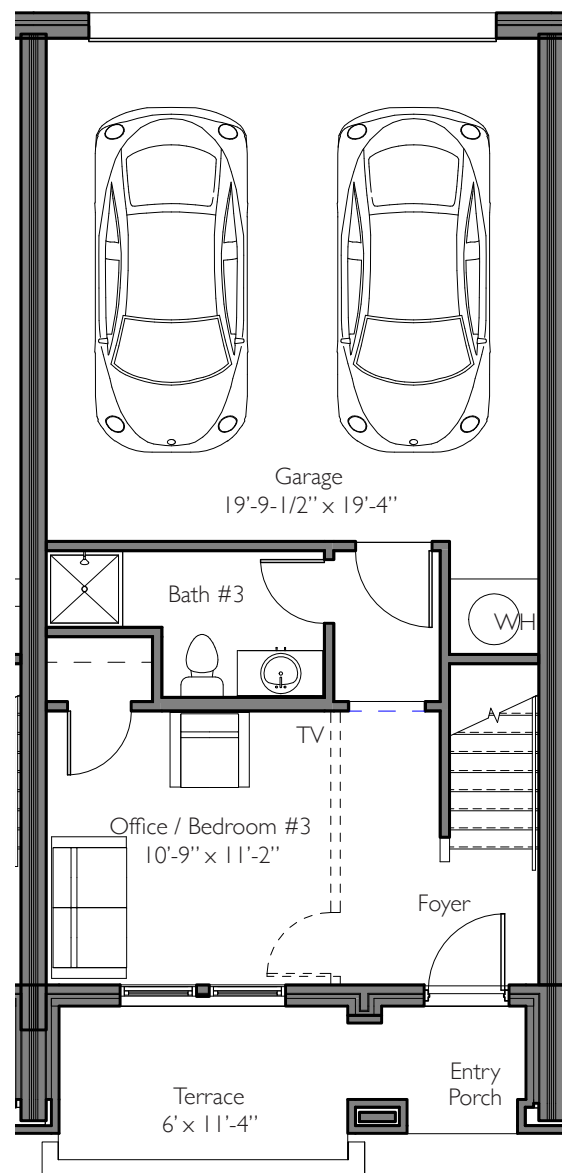 Garage
19'-9-1/2” x 19'-4”
Bath #3
WH
TV
Office / Bedroom #3
10'-9” x 11'-2”
Foyer
Entry
Porch
Terrace
6' x 11'-4”